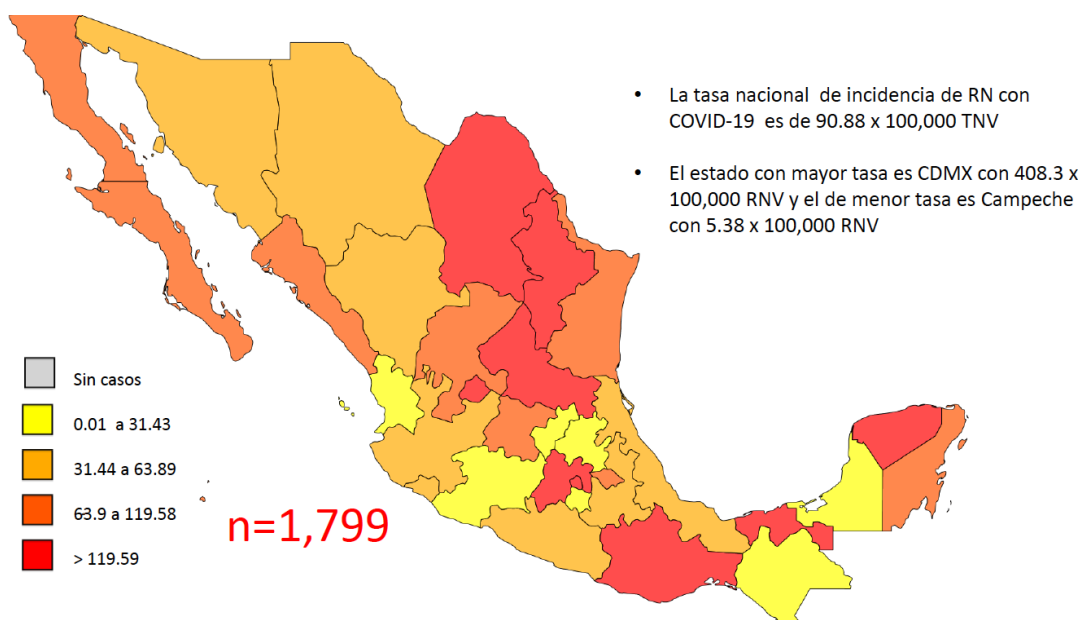 • La tasa nacional de incidencia de RN con
COVID-19 es de 90.88 x 100,000 TNV
• El estado con mayor tasa es CDMX con 408.3 x
100,000 RNV y el de menor tasa es Campeche
con 5.38 x 100,000 RNV
Sin casos
0.01 a 31.43
31.44 a 63.89
63.9 a 119.58
> 119.59
n=1,799